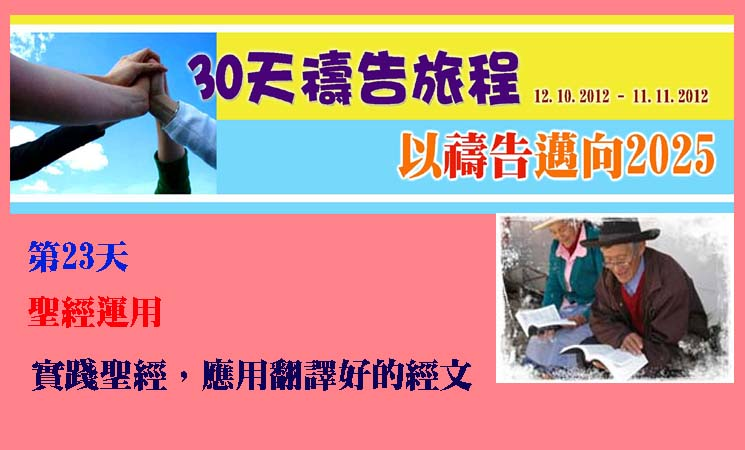 30天禱告旅程 12.10.2012 - 11.11.2012
以禱告邁向2025
第23天
聖經運用
實踐聖經，應用翻譯好的經文